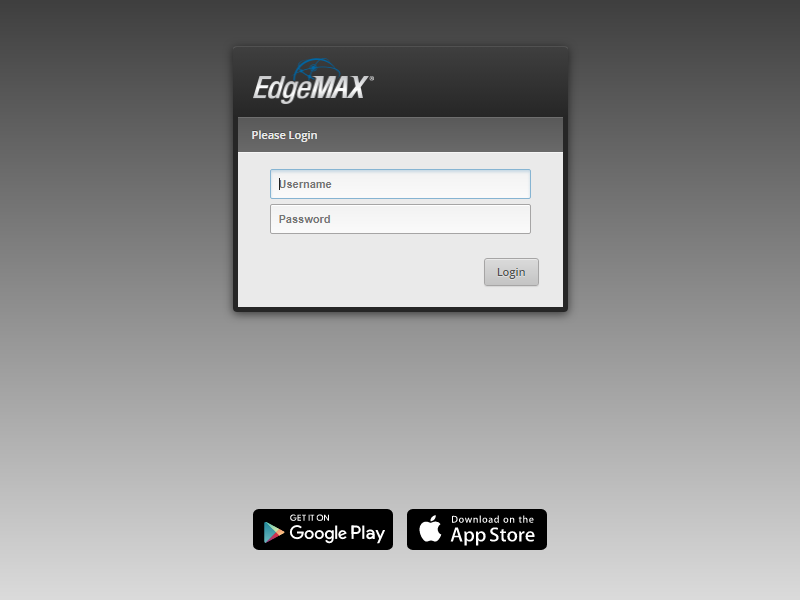 EdgeMAX®
Please Login
Username
Password
Login
GET IT ON
Google Play
Download on the
App Store